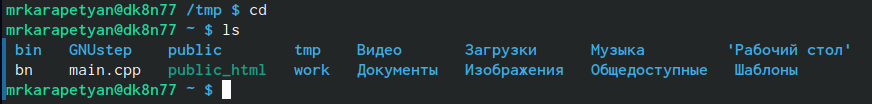 mrkarapetyan@dk8n77 /tmp $ cd
mrkarapetyan@dk8n77 ~ $ ls
bin GNUstep public tmp Видео Загрузки Музыка 'Рабочий стол'
bn main.cpp public_html work Документы Изображения Общедоступные Шаблоны
mrkarapetyan@dk8n77 ~ $